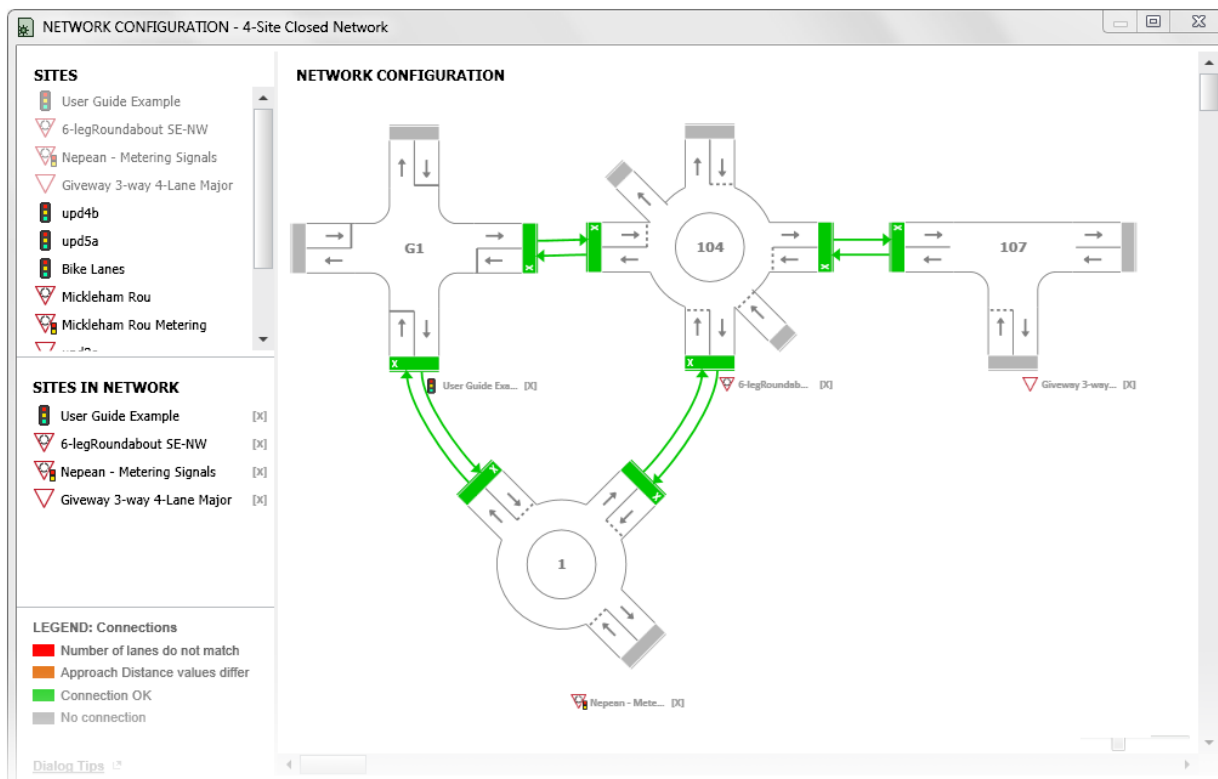 NETWORK CONFIGURATION - 4-Site Closed Network
SITES
User Guide Example
6-legRoundabout SE-NW
Nepean - Metering Signals
Giveway 3-way 4-Lane Major
upd4b
upd5a
Bike Lanes
Mickleham Rou
Mickleham Rou Metering
SITES IN NETWORK
User Guide Example [X]
6-legRoundabout SE-NW [X]
Nepean - Metering Signals [X]
Giveway 3-way 4-Lane Major [X]
LEGEND: Connections
Number of lanes do not match
Approach Distance values differ
Connection OK
No connection
Dialog Tips
NETWORK CONFIGURATION
G1
X
X
104
X
X
107
X
X
User Guide Exa... [X]
6-legRoundab... [X]
Giveway 3-way... [X]
X
X
1
Nepean - Mete... [X]